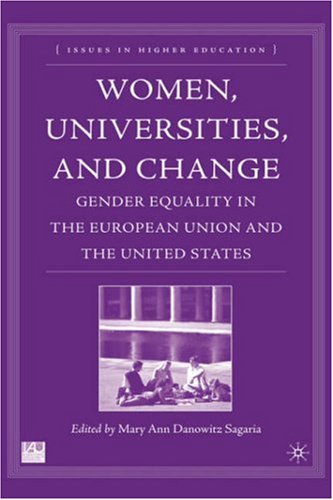 { ISSUES IN HIGHER EDUCATION }
WOMEN,
UNIVERSITIES,
AND CHANGE
GENDER EQUALITY IN
THE EUROPEAN UNION AND
THE UNITED STATES
Edited by Mary Ann Danowitz Sagaria